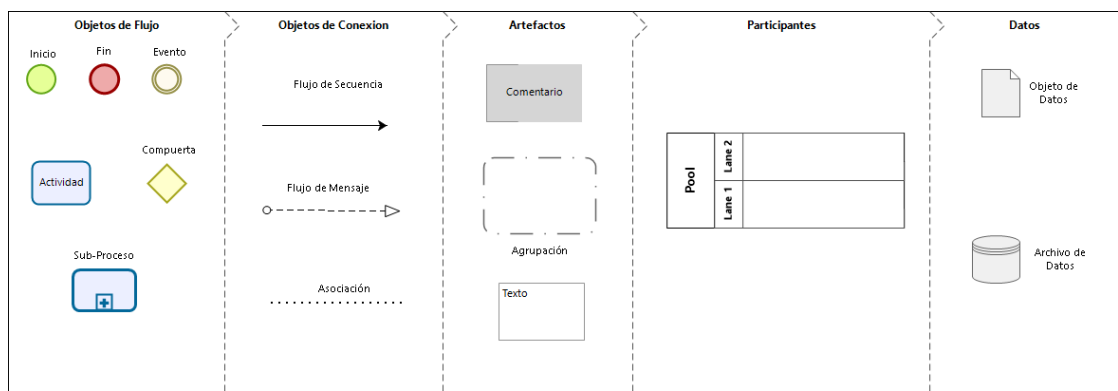 Objetos de Flujo
Inicio
Fin
Evento
Actividad
Compuerta
Sub-Proceso
Objetos de Conexion
Flujo de Secuencia
Flujo de Mensaje
Asociación
Artefactos
Comentario
Agrupación
Texto
Participantes
Pool
Lane 2
Lane 1
Datos
Objeto de
Datos
Archivo de
Datos